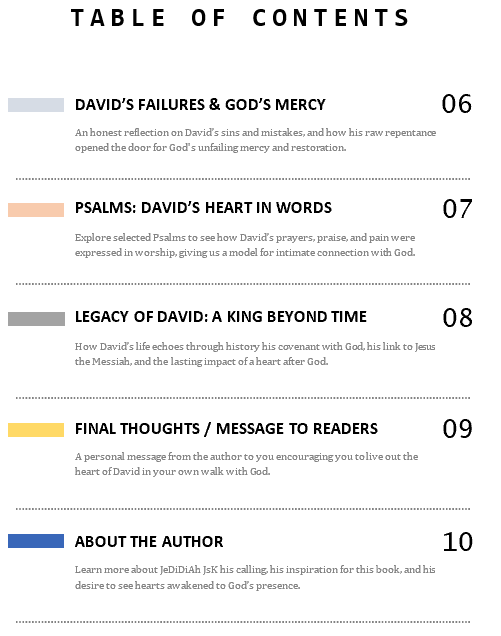 TABLE OF CONTENTS
DAVID’S FAILURES & GOD’S MERCY
06
An honest reflection on David’s sins and mistakes, and how his raw repentance
opened the door for God’s unfailing mercy and restoration.
PSALMS: DAVID’S HEART IN WORDS
07
Explore selected Psalms to see how David’s prayers, praise, and pain were
expressed in worship, giving us a model for intimate connection with God.
LEGACY OF DAVID: A KING BEYOND TIME
08
How David’s life echoes through history his covenant with God, his link to Jesus
the Messiah, and the lasting impact of a heart after God.
FINAL THOUGHTS / MESSAGE TO READERS
09
A personal message from the author to you encouraging you to live out the
heart of David in your own walk with God.
ABOUT THE AUTHOR
10
Learn more about JeDiDiAh JsK his calling, his inspiration for this book, and his
desire to see hearts awakened to God’s presence.